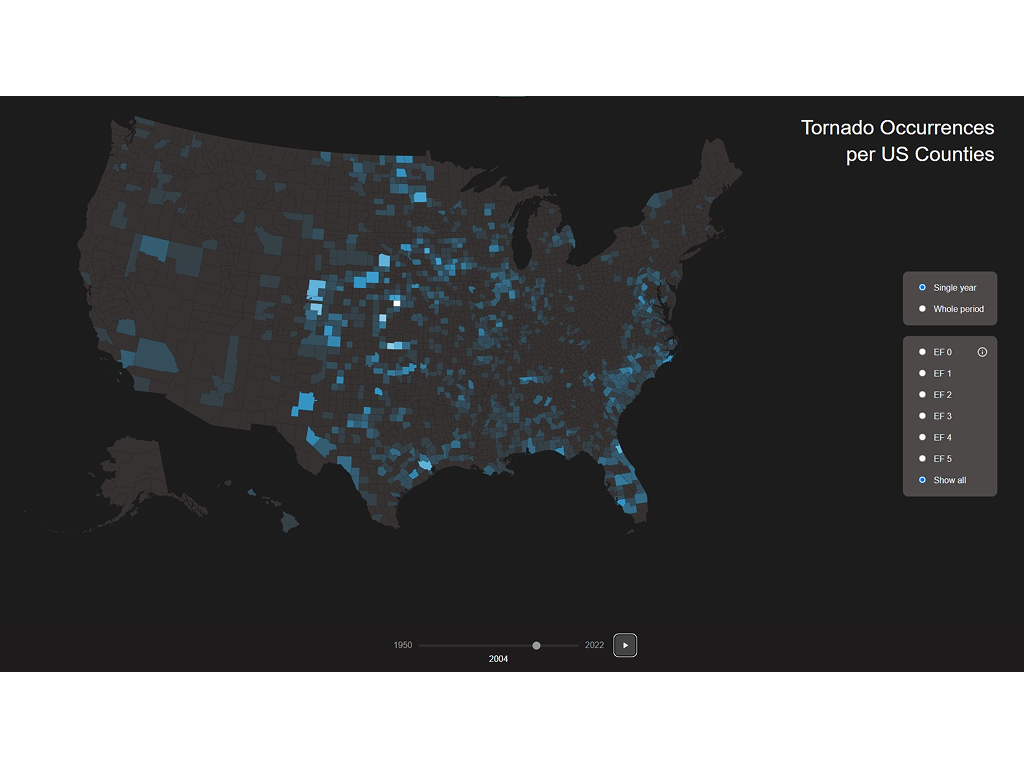 Tornado Occurrences
per US Counties
Single year
Whole period
EF 0
EF 1
EF 2
EF 3
EF 4
EF 5
Show all
1950
2022
2004